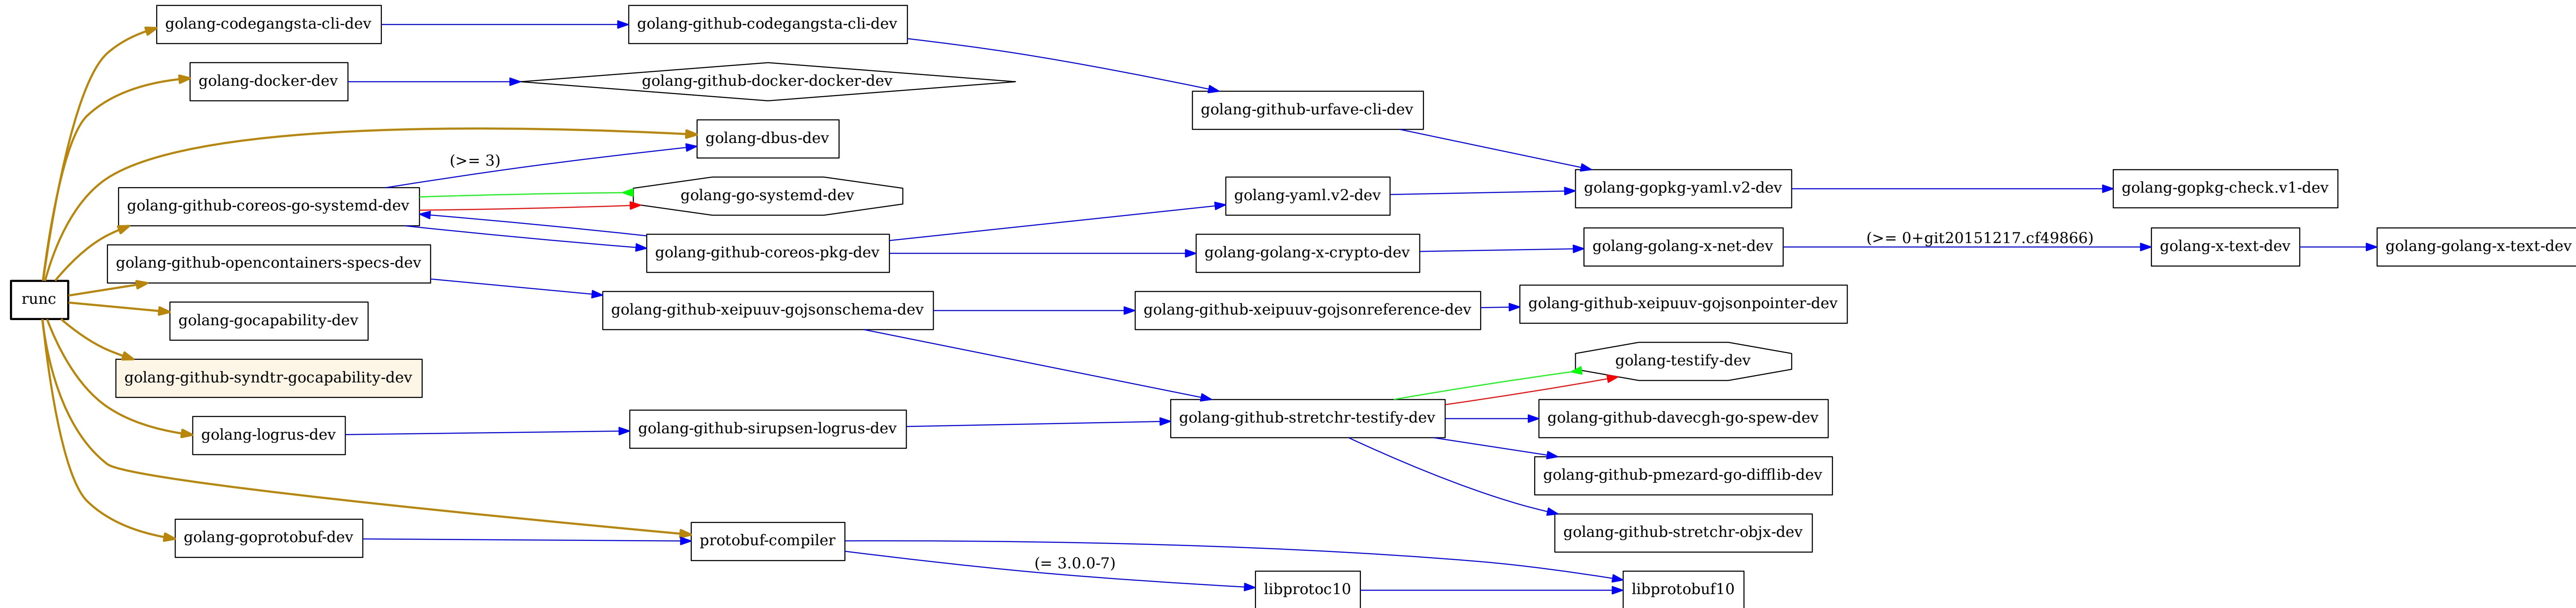 golang-codegangsta-cli-dev
golang-github-codegangsta-cli-dev
golang-docker-dev
golang-github-docker-docker-dev
golang-github-urfave-cli-dev
golang-dbus-dev
(>= 3)
golang-github-coreos-go-systemd-dev
golang-go-systemd-dev
golang-yaml.v2-dev
golang-gopkg-yaml.v2-dev
golang-gopkg-check.v1-dev
golang-github-coreos-pkg-dev
golang-golang-x-crypto-dev
golang-golang-x-net-dev
(>= 0+git20151217.cf49866)
golang-x-text-dev
golang-golang-x-text-dev
golang-github-opencontainers-specs-dev
runc
golang-gocapability-dev
golang-github-xeipuuv-gojsonschema-dev
golang-github-xeipuuv-gojsonreference-dev
golang-github-xeipuuv-gojsonpointer-dev
golang-github-syndtr-gocapability-dev
golang-testify-dev
golang-logrus-dev
golang-github-sirupsen-logrus-dev
golang-github-stretchr-testify-dev
golang-github-davecgh-go-spew-dev
golang-github-pmezard-go-difflib-dev
golang-github-stretchr-objx-dev
golang-goprotobuf-dev
protobuf-compiler
(= 3.0.0-7)
libprotoc10
libprotobuf10